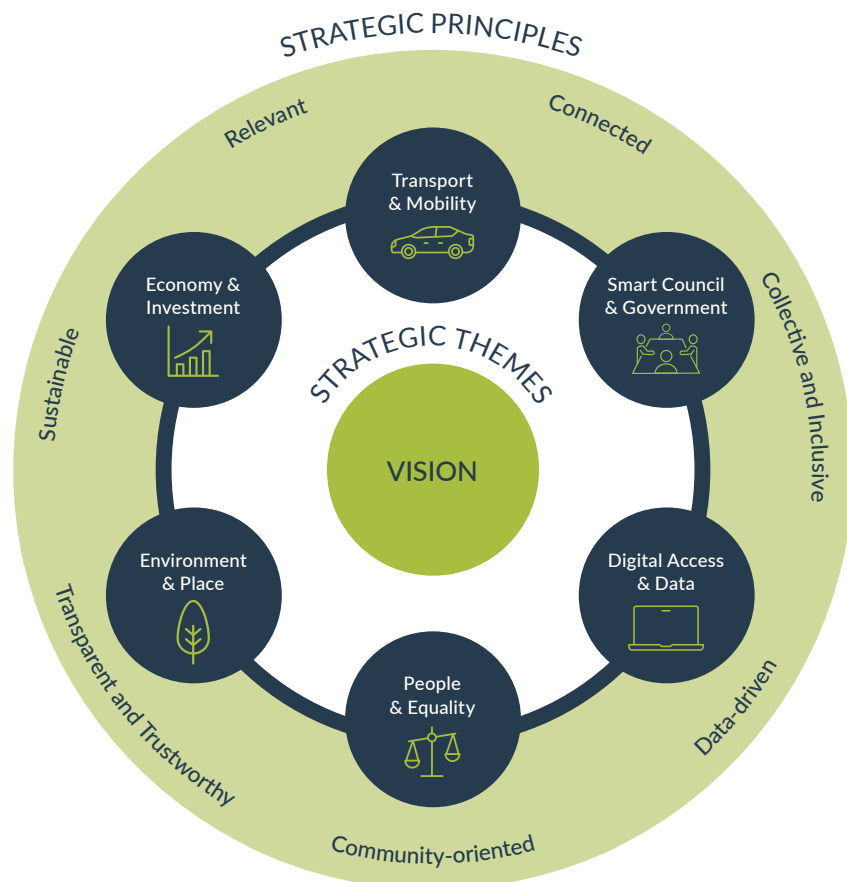 STRATEGIC PRINCIPLES
Relevant
Connected
Transport
& Mobility
Economy &
Investment
Smart Council
& Government
STRATEGIC THEMES
Sustainable
Collective and Inclusive
VISION
Environment
& Place
Digital Access
& Data
Transparent and Trustworthy
People
& Equality
Data-driven
Community-oriented